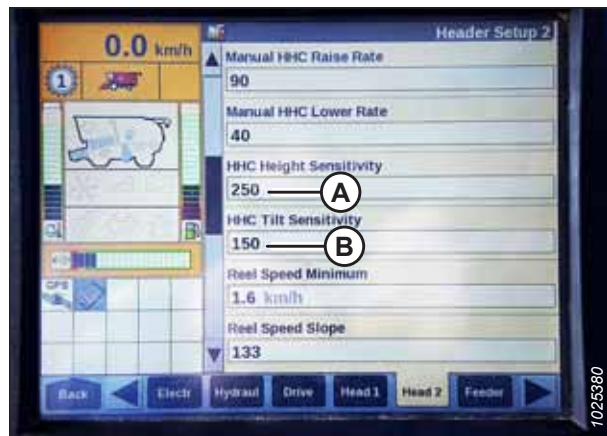 0.0 km/h
Header Setup 2
1
Manual HHC Raise Rate
90
Manual HHC Lower Rate
40
HHC Height Sensitivity
250
A
HHC Tilt Sensitivity
150
B
Reel Speed Minimum
1.6 km/h
Reel Speed Slope
133
GPS
Back
Electr
Hydraul
Drive
Head 1
Head 2
Feeder
1025380